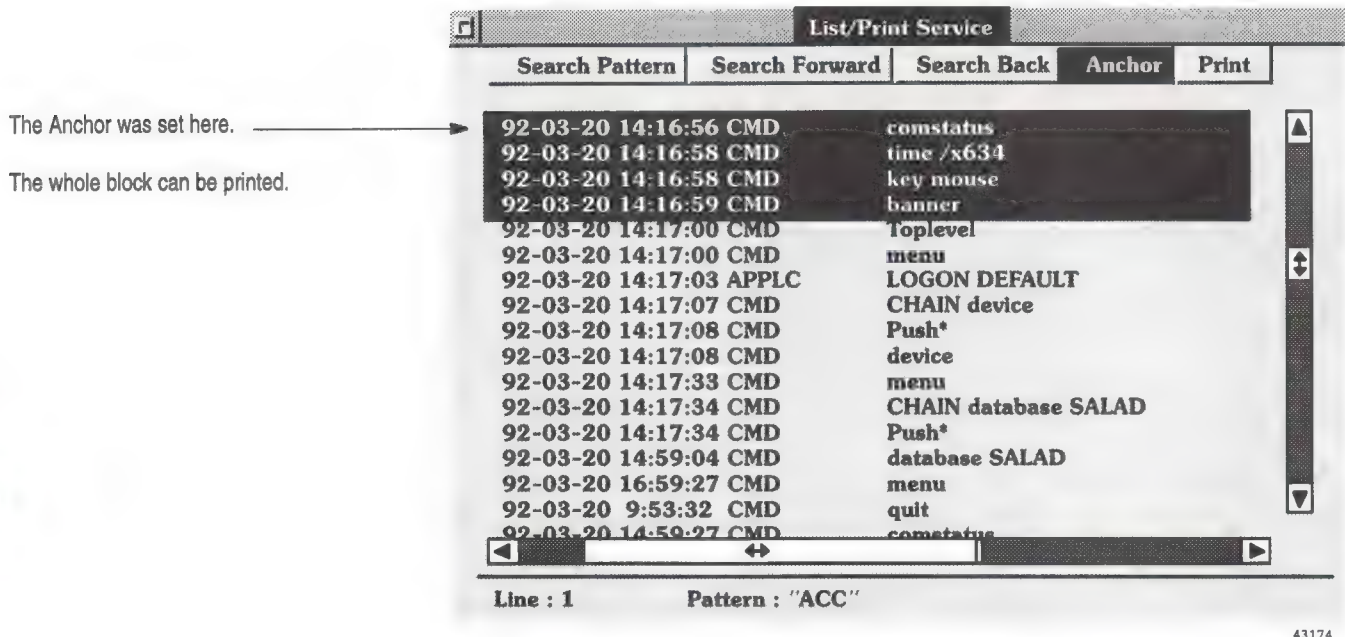 List/Print Service
Search Pattern Search Forward Search Back Anchor Print
The Anchor was set here.
The whole block can be printed.
92-03-20 14:16:56 CMD comstatus
92-03-20 14:16:58 CMD time /x634
92-03-20 14:16:58 CMD key mouse
92-03-20 14:16:59 CMD banner
92-03-20 14:17:00 CMD Toplevel
92-03-20 14:17:00 CMD menu
92-03-20 14:17:03 APPLC LOGON DEFAULT
92-03-20 14:17:07 CMD CHAIN device
92-03-20 14:17:08 CMD Push*
92-03-20 14:17:08 CMD device
92-03-20 14:17:33 CMD menu
92-03-20 14:17:34 CMD CHAIN database SALAD
92-03-20 14:17:34 CMD Push*
92-03-20 14:59:04 CMD database SALAD
92-03-20 16:59:27 CMD menu
92-03-20 9:53:32 CMD quit
92-03-20 14:59:27 CMD comstatus
Line : 1 Pattern : "ACC"
43174